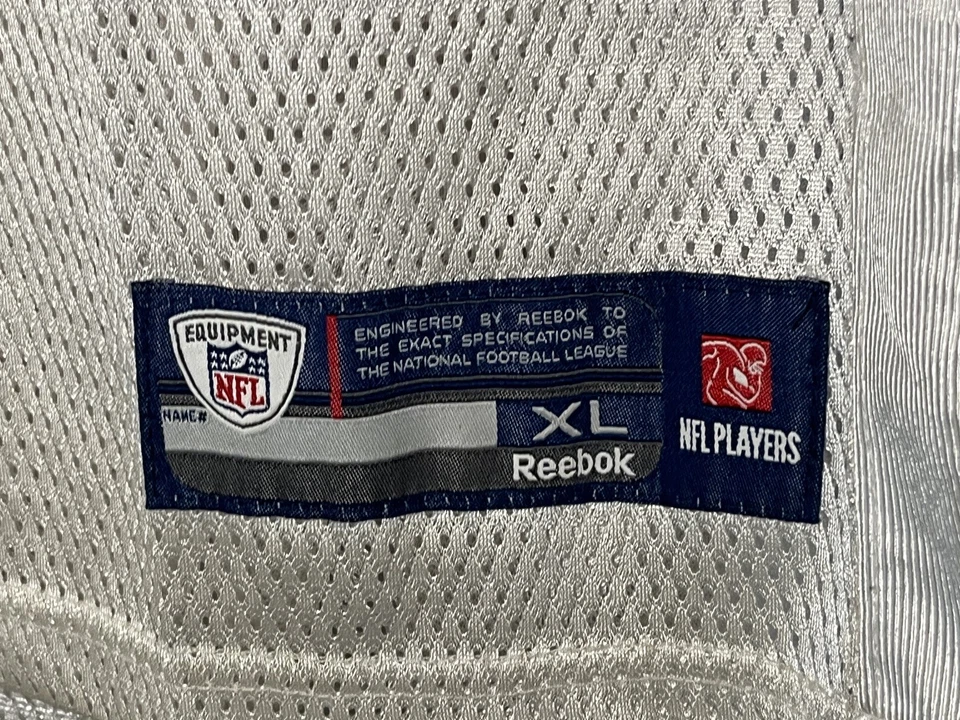 EQUIPMENT
NFL
ENGINEERED BY REEBOK TO
THE EXACT SPECIFICATIONS OF
THE NATIONAL FOOTBALL LEAGUE
NAME#
XL
Reebok
NFL PLAYERS